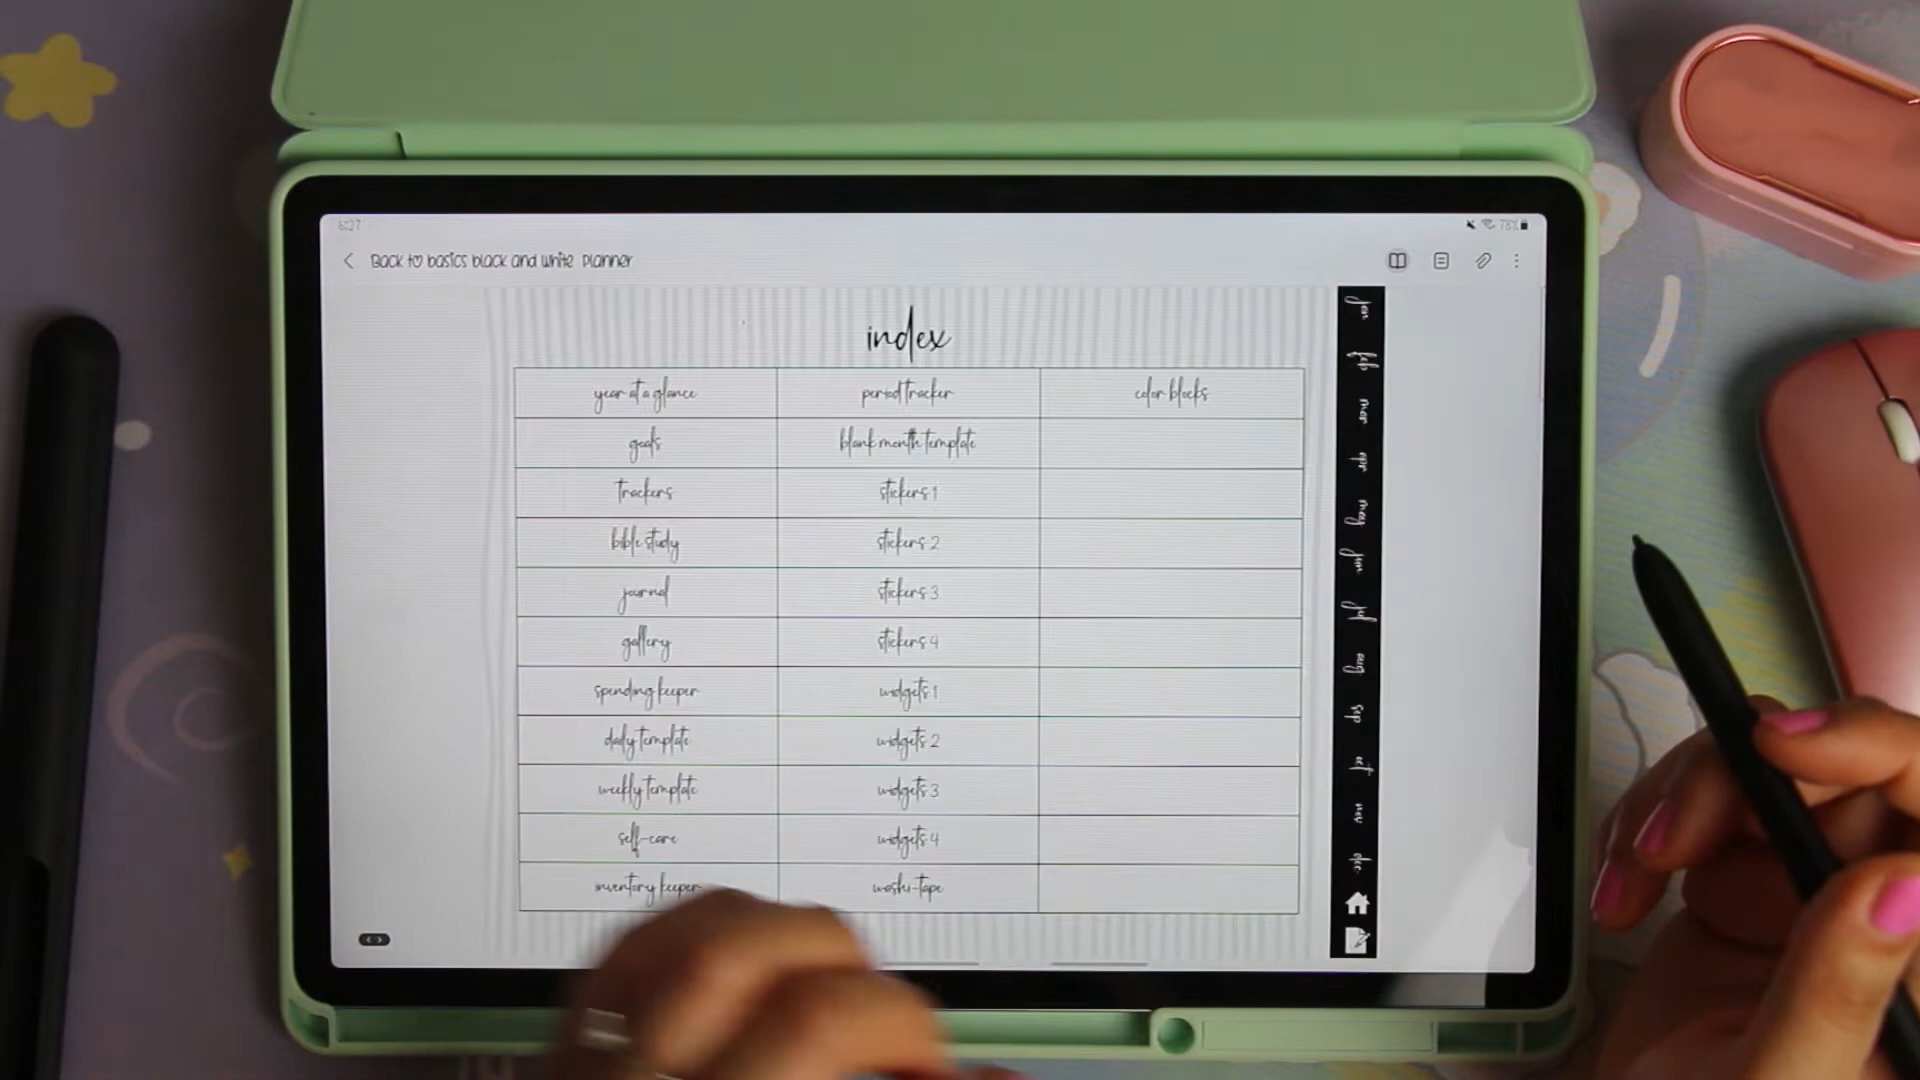 6:27
78%
Back to basics black and white Planner
index
year at a glance period tracker color blocks
goals blank month template
trackers stickers 1
bible study stickers 2
journal stickers 3
gallery stickers 4
spending keeper widgets 1
daily template widgets 2
weekly template widgets 3
self-care widgets 4
inventory keeper washi-tape
jan
feb
mar
apr
may
jun
jul
aug
sep
oct
nov
dec